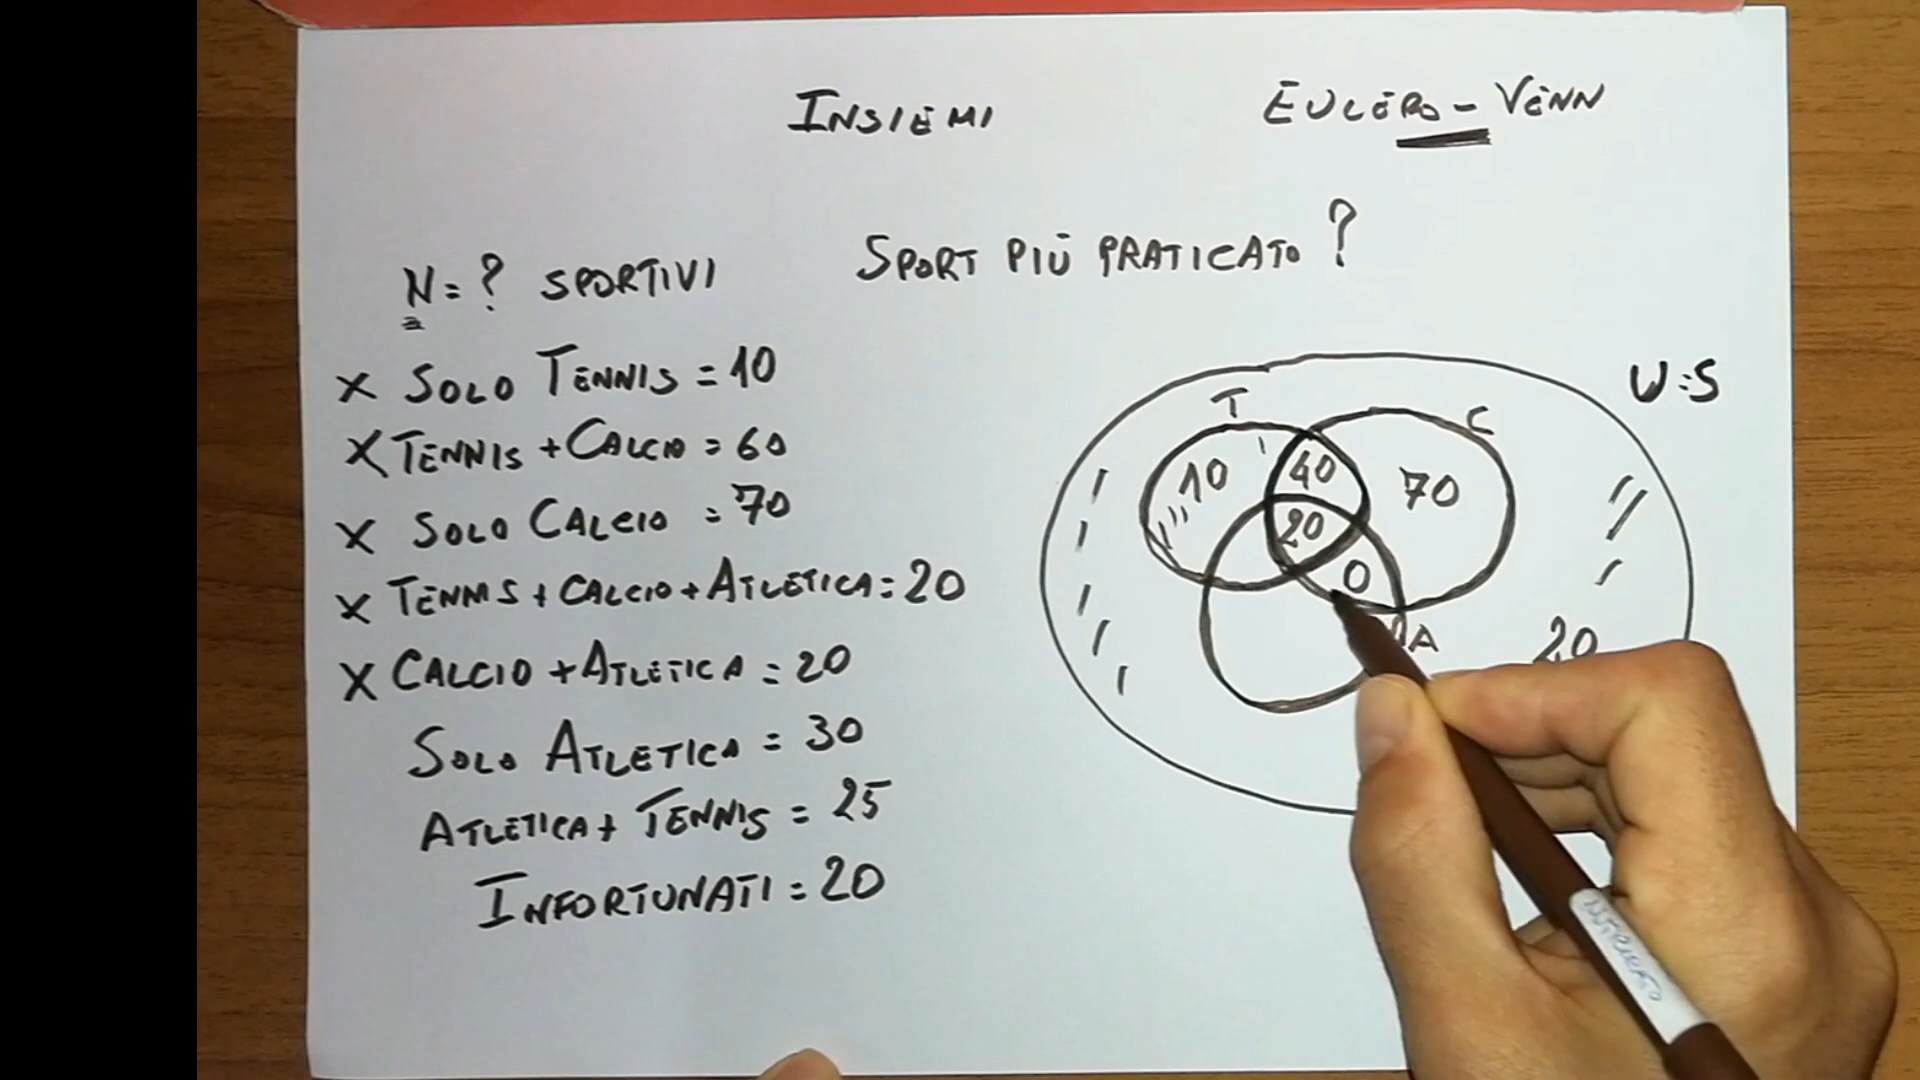 INSIEMI
EULERO - VENN
N = ? SPORTIVI
SPORT PIÙ PRATICATO ?
X SOLO TENNIS = 10
X TENNIS + CALCIO = 60
X SOLO CALCIO = 70
X TENNIS + CALCIO + ATLETICA = 20
X CALCIO + ATLETICA = 20
SOLO ATLETICA = 30
ATLETICA + TENNIS = 25
INFORTUNATI = 20
U = S
T
C
10
40
70
20
0
A
20